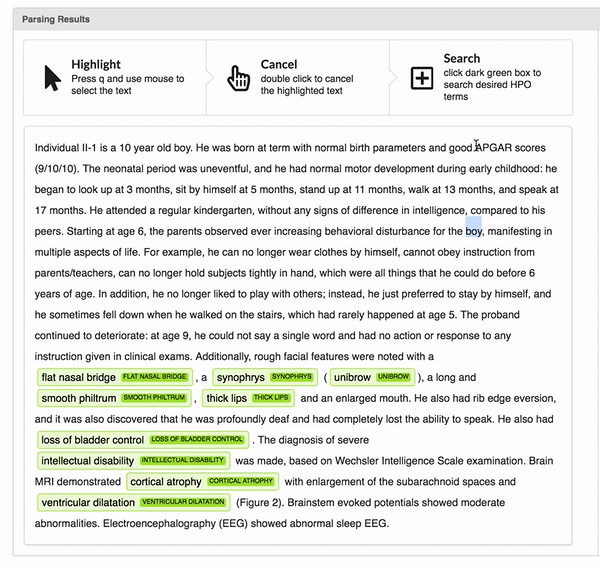 Parsing Results
Highlight
Press q and use mouse to
select the text
Cancel
double click to cancel
the highlighted text
Search
click dark green box to
search desired HPO
terms
Individual II-1 is a 10 year old boy. He was born at term with normal birth parameters and good APGAR scores
(9/10/10). The neonatal period was uneventful, and he had normal motor development during early childhood: he
began to look up at 3 months, sit by himself at 5 months, stand up at 11 months, walk at 13 months, and speak at
17 months. He attended a regular kindergarten, without any signs of difference in intelligence, compared to his
peers. Starting at age 6, the parents observed ever increasing behavioral disturbance for the boy, manifesting in
multiple aspects of life. For example, he can no longer wear clothes by himself, cannot obey instruction from
parents/teachers, can no longer hold subjects tightly in hand, which were all things that he could do before 6
years of age. In addition, he no longer liked to play with others; instead, he just preferred to stay by himself, and
he sometimes fell down when he walked on the stairs, which had rarely happened at age 5. The proband
continued to deteriorate: at age 9, he could not say a single word and had no action or response to any
instruction given in clinical exams. Additionally, rough facial features were noted with a
flat nasal bridge FLAT NASAL BRIDGE , a synophrys SYNOPHRYS ( unibrow UNIBROW ), a long and
smooth philtrum SMOOTH PHILTRUM , thick lips THICK LIPS and an enlarged mouth. He also had rib edge eversion,
and it was also discovered that he was profoundly deaf and had completely lost the ability to speak. He also had
loss of bladder control LOSS OF BLADDER CONTROL . The diagnosis of severe
intellectual disability INTELLECTUAL DISABILITY was made, based on Wechsler Intelligence Scale examination. Brain
MRI demonstrated cortical atrophy CORTICAL ATROPHY with enlargement of the subarachnoid spaces and
ventricular dilatation VENTRICULAR DILATATION (Figure 2). Brainstem evoked potentials showed moderate
abnormalities. Electroencephalography (EEG) showed abnormal sleep EEG.